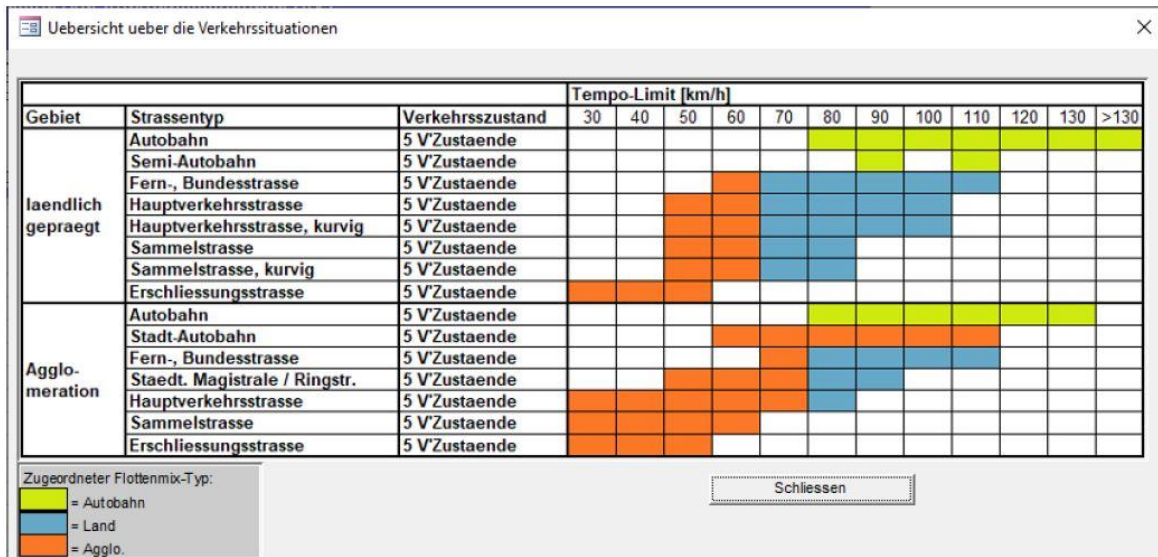 Uebersicht ueber die Verkehrssituationen
Tempo-Limit [km/h]
Gebiet Strassentyp Verkehrsszustand 30 40 50 60 70 80 90 100 110 120 130 >130
laendlich gepraegt
Autobahn 5 V'Zustaende
Semi-Autobahn 5 V'Zustaende
Fern-, Bundesstrasse 5 V'Zustaende
Hauptverkehrsstrasse 5 V'Zustaende
Hauptverkehrsstrasse, kurvig 5 V'Zustaende
Sammelstrasse 5 V'Zustaende
Sammelstrasse, kurvig 5 V'Zustaende
Erschliessungsstrasse 5 V'Zustaende
Agglo-
meration
Autobahn 5 V'Zustaende
Stadt-Autobahn 5 V'Zustaende
Fern-, Bundesstrasse 5 V'Zustaende
Staedt. Magistrale / Ringstr. 5 V'Zustaende
Hauptverkehrsstrasse 5 V'Zustaende
Sammelstrasse 5 V'Zustaende
Erschliessungsstrasse 5 V'Zustaende
Zugeordneter Flottenmix-Typ:
= Autobahn
= Land
= Agglo.
Schliessen